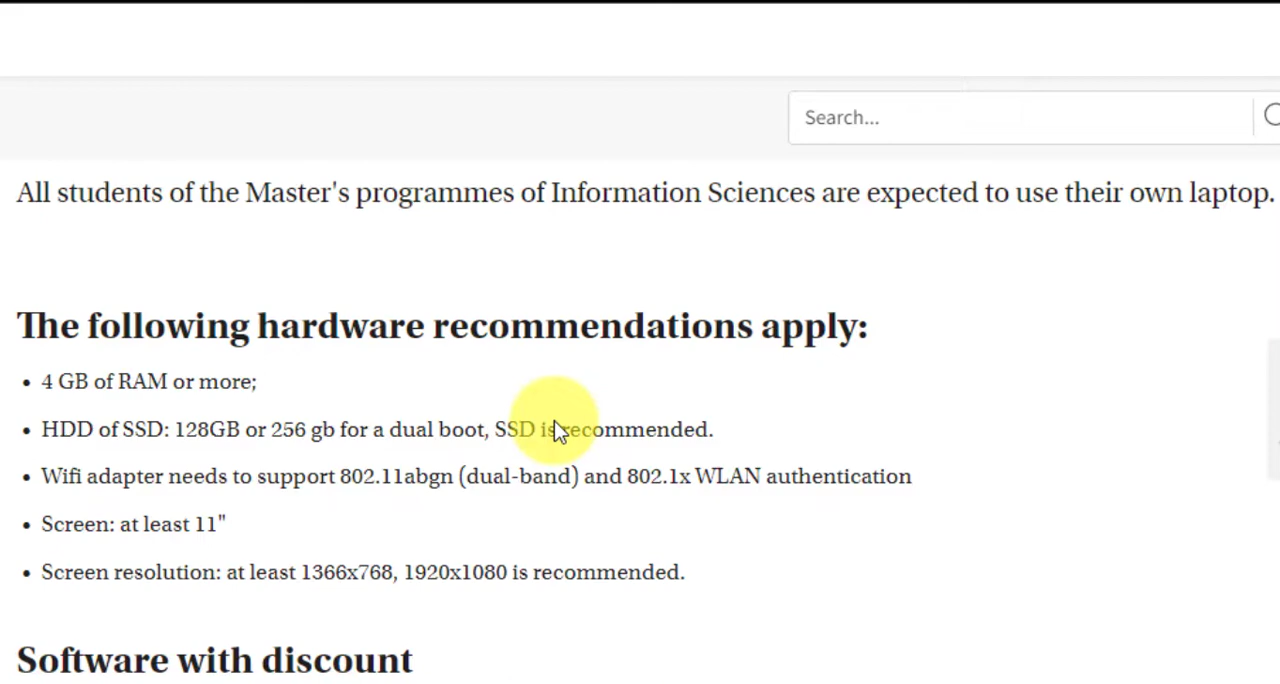 Search...
All students of the Master's programmes of Information Sciences are expected to use their own laptop.
The following hardware recommendations apply:
• 4 GB of RAM or more;
• HDD of SSD: 128GB or 256 gb for a dual boot, SSD is recommended.
• Wifi adapter needs to support 802.11abgn (dual-band) and 802.1x WLAN authentication
• Screen: at least 11"
• Screen resolution: at least 1366x768, 1920x1080 is recommended.
Software with discount